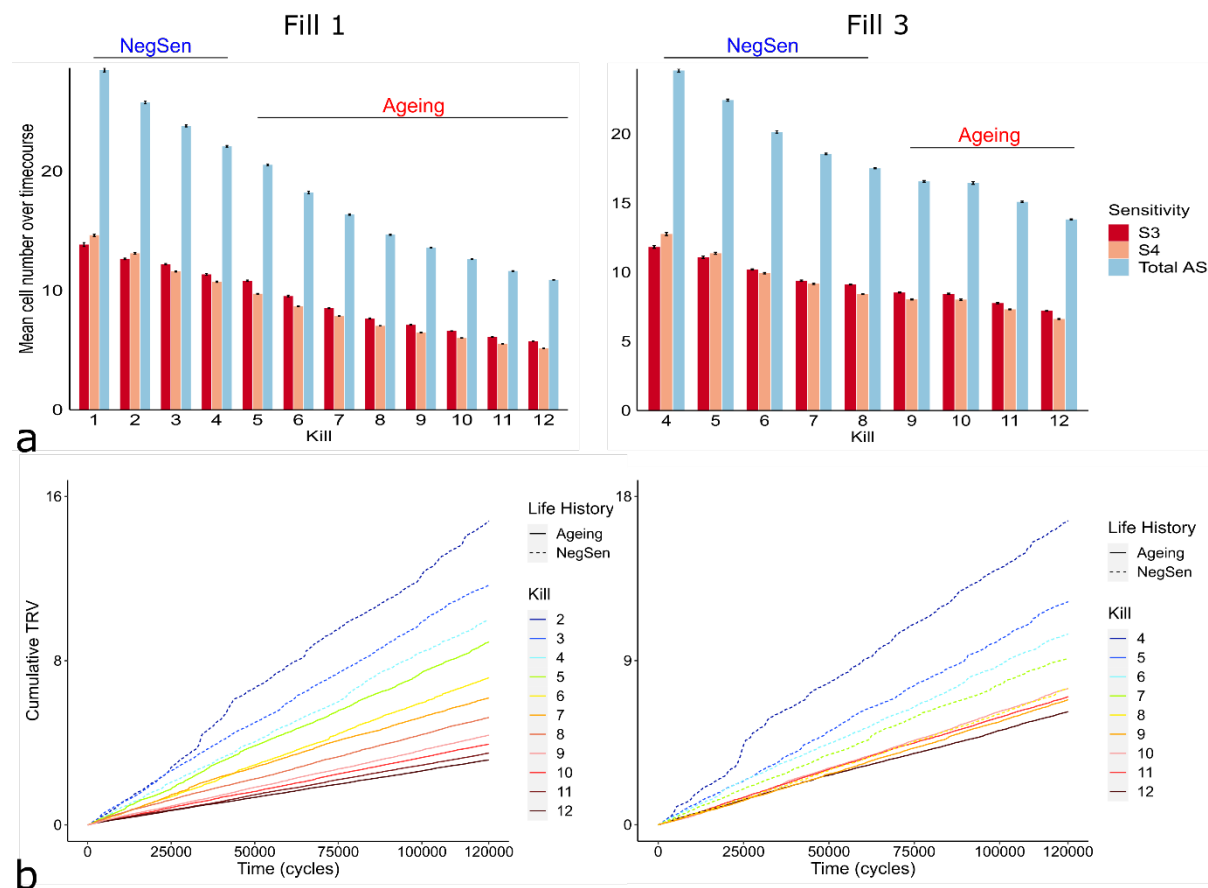 Fill 1
Fill 3
NegSen
NegSen
Ageing
Ageing
Mean cell number over timecourse
20
10
0
1 2 3 4 5 6 7 8 9 10 11 12
Kill
20
15
10
5
0
4 5 6 7 8 9 10 11 12
Kill
Sensitivity
S3
S4
Total AS
a
Cumulative TRV
16
8
0
0 25000 50000 75000 100000 120000
Time (cycles)
Life History
Ageing
NegSen
Kill
2
3
4
5
6
7
8
9
10
11
12
18
9
0
0 25000 50000 75000 100000 120000
Time (cycles)
Life History
Ageing
NegSen
Kill
4
5
6
7
8
9
10
11
12
b